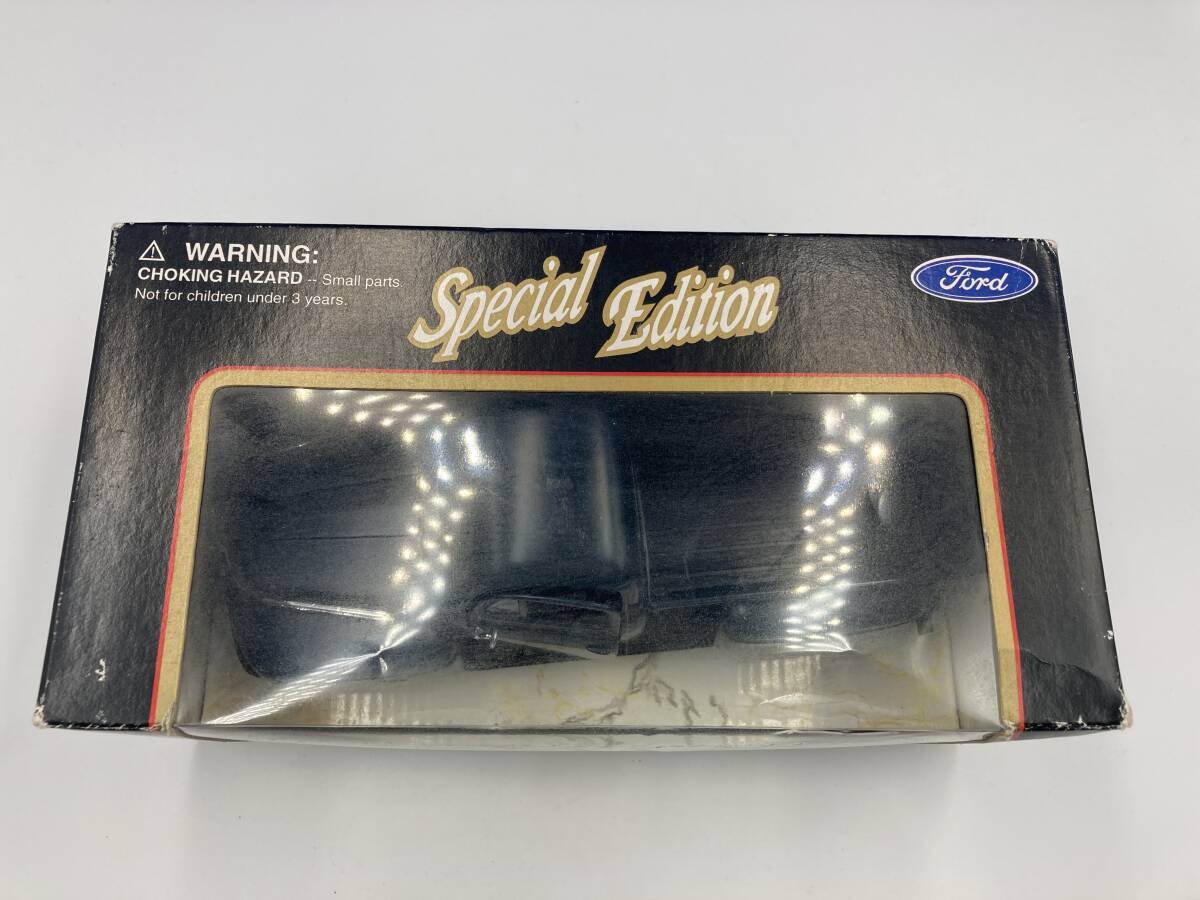 ⚠ WARNING:
CHOKING HAZARD -- Small parts.
Not for children under 3 years.
Special Edition
Ford